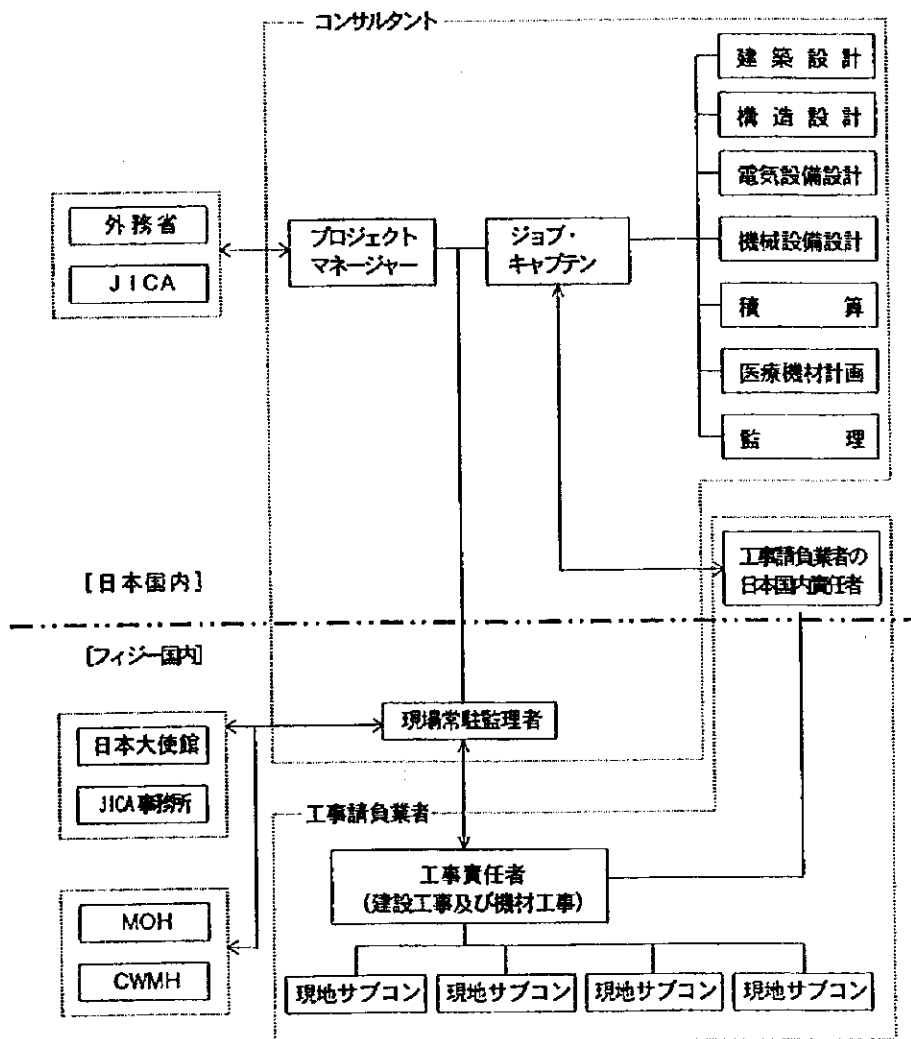 コンサルタント
建築設計
構造設計
電気設備設計
機械設備設計
積算
医療機材計画
監理
外務省
JICA
プロジェクト
マネージャー
ジョブ・
キャプテン
工事請負業者の
日本国内責任者
[日本国内]
[フィジー国内]
現場常駐監理者
日本大使館
JICA事務所
工事請負業者
工事責任者
(建設工事及び機材工事)
MOH
CWMH
現地サブコン
現地サブコン
現地サブコン
現地サブコン